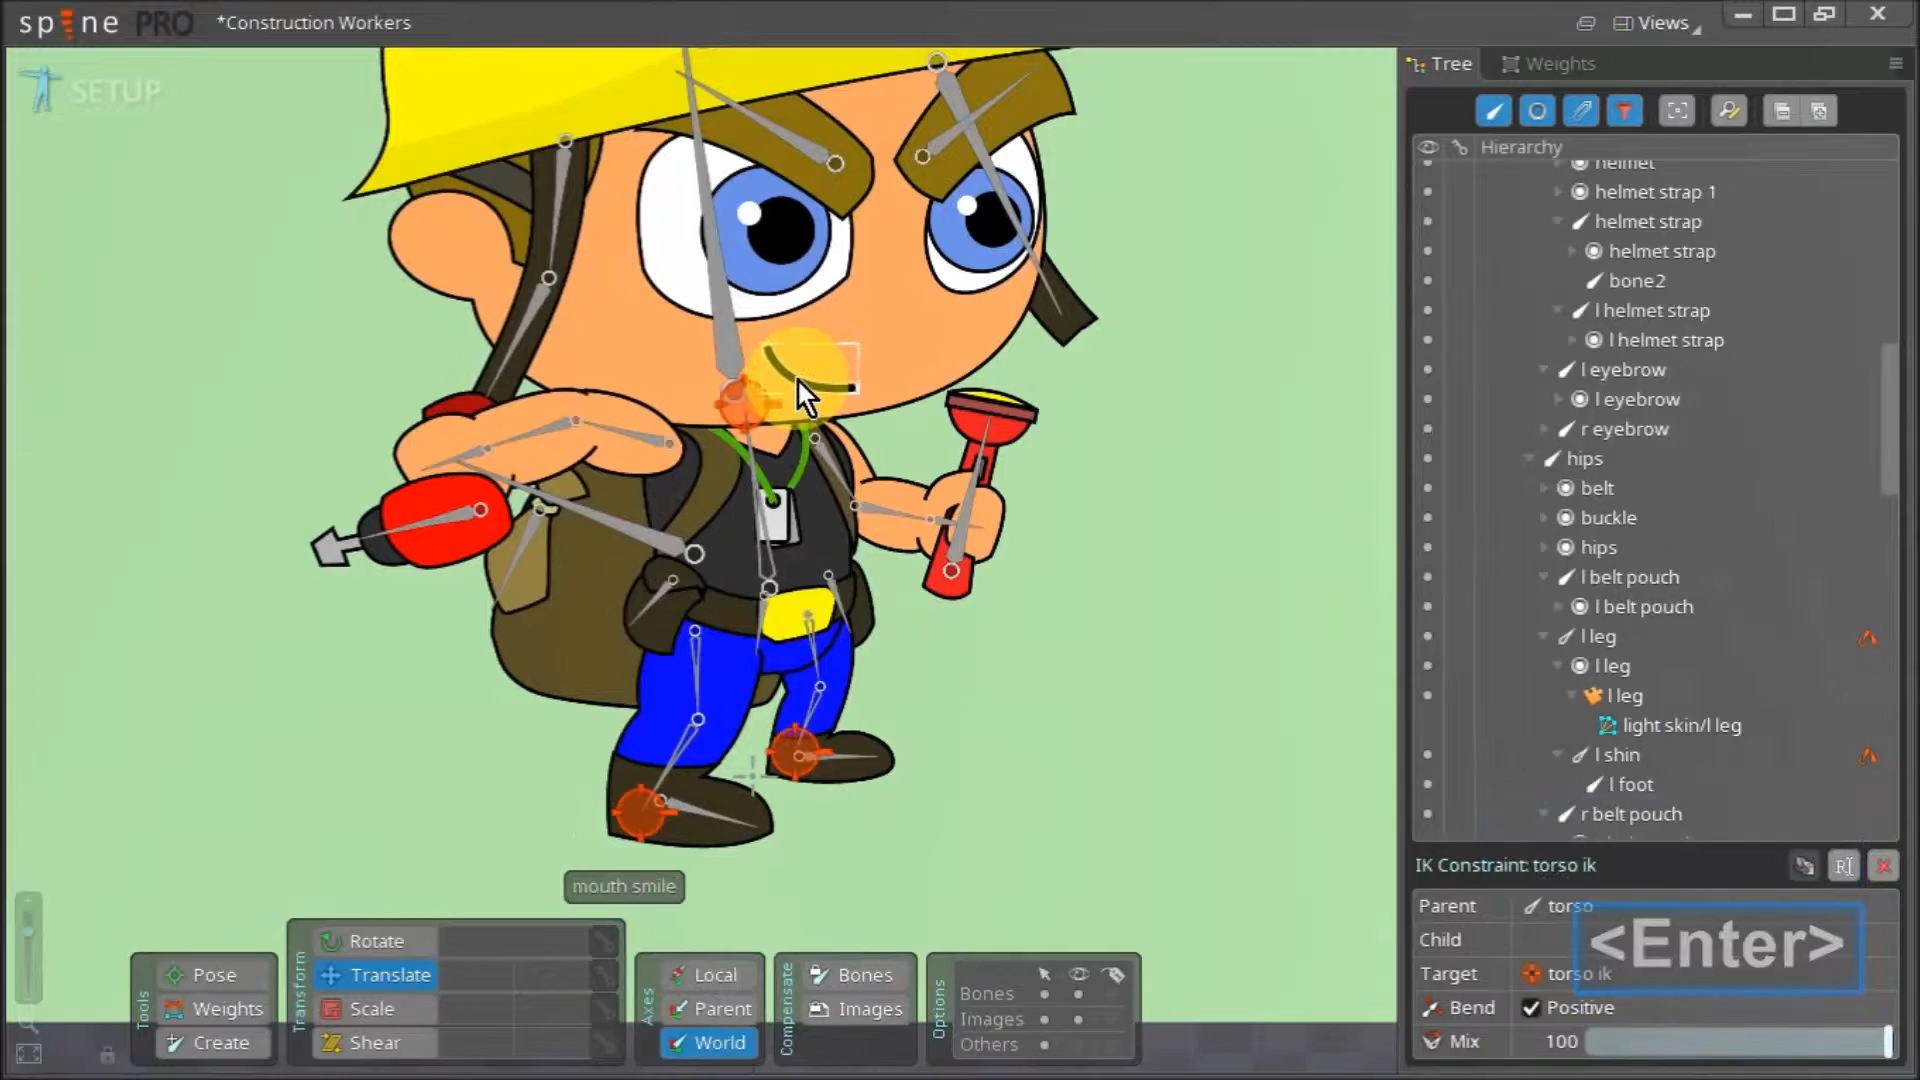 spine PRO
*Construction Workers
Views
SETUP
Tree
Weights
Hierarchy
helmet
helmet strap 1
helmet strap
helmet strap
bone2
l helmet strap
l helmet strap
l eyebrow
l eyebrow
r eyebrow
hips
belt
buckle
hips
l belt pouch
l belt pouch
l leg
l leg
l leg
light skin/l leg
l shin
l foot
r belt pouch
IK Constraint: torso ik
Parent
torso
Child
<Enter>
Target
torso ik
Bend
Positive
Mix
100
mouth smile
Tools
Pose
Weights
Create
Transform
Rotate
Translate
Scale
Shear
Axes
Local
Parent
World
Compensate
Bones
Images
Options
Bones
Images
Others